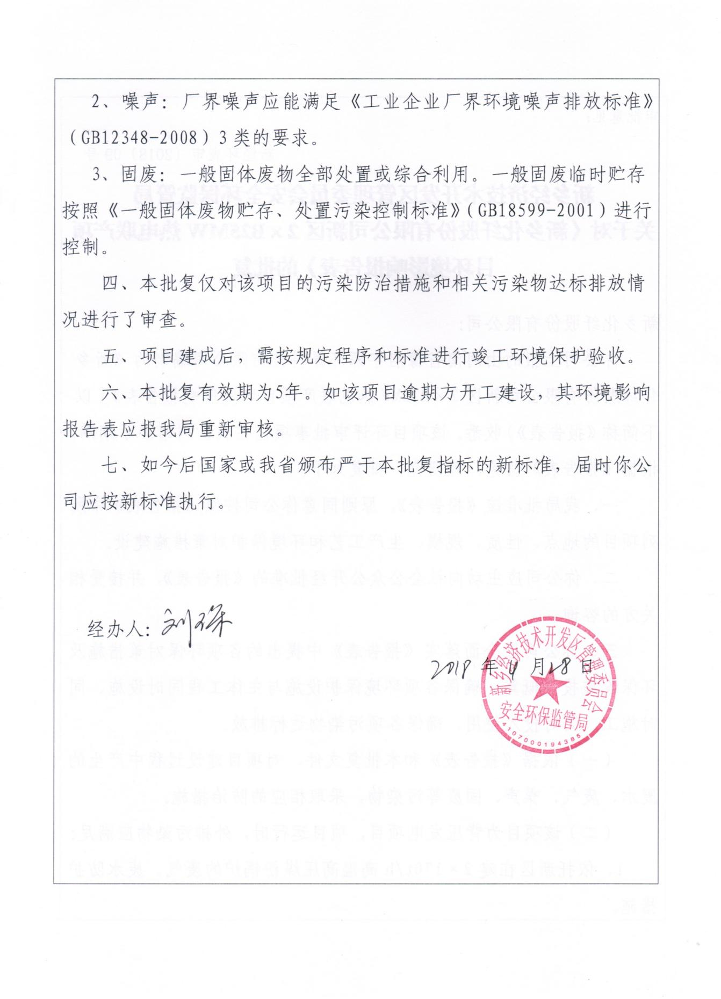 2、噪声：厂界噪声应能满足《工业企业厂界环境噪声排放标准》
（GB12348-2008）3类的要求。
3、固废：一般固体废物全部处置或综合利用。一般固废临时贮存
按照《一般固体废物贮存、处置污染控制标准》（GB18599-2001）进行
控制。
四、本批复仅对该项目的污染防治措施和相关污染物达标排放情
况进行了审查。
五、项目建成后，需按规定程序和标准进行竣工环境保护验收。
六、本批复有效期为5年。如该项目逾期方开工建设，其环境影响
报告表应报我局重新审核。
七、如今后国家或我省颁布严于本批复指标的新标准，届时你公
司应按新标准执行。
经办人：刘
2018年 月28日
新乡经济技术开发区管理委员会
安全环保监管局
4107000194385